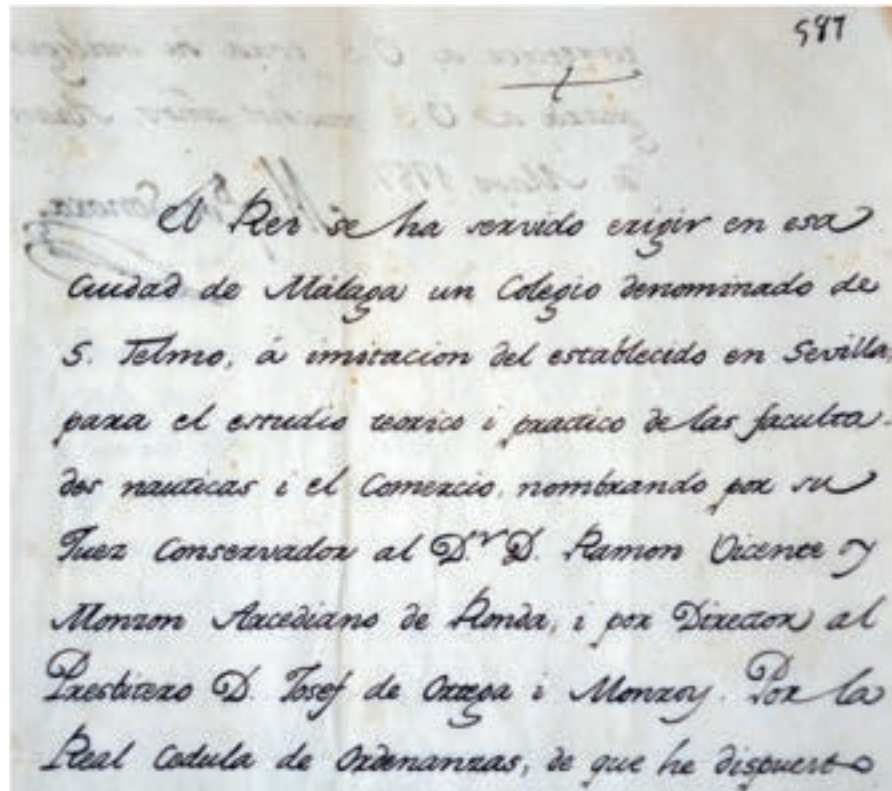 587
El Rey se ha servido erigir en esa
Ciudad de Málaga un Colegio denominado de
S. Telmo, á imitacion del establecido en Sevilla,
para el estudio teorico i practico de las faculta-
des nauticas i el Comercio, nombrando por su
Juez Conservador al D.r D. Ramon Vicente y
Monzon Arcediano de Ronda, i por Director al
Presbitero D. Josef de Ortega i Monroy. Por la
Real Cedula de Ordenanzas, de que he dispuesto